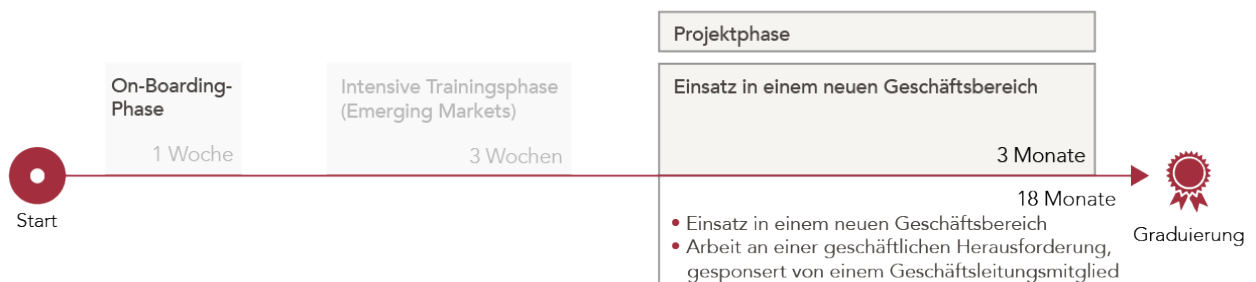 Projektphase
On-Boarding-
Phase
1 Woche
Intensive Trainingsphase
(Emerging Markets)
3 Wochen
Einsatz in einem neuen Geschäftsbereich
3 Monate
18 Monate
Start
• Einsatz in einem neuen Geschäftsbereich
• Arbeit an einer geschäftlichen Herausforderung,
gesponsert von einem Geschäftsleitungsmitglied
Graduierung